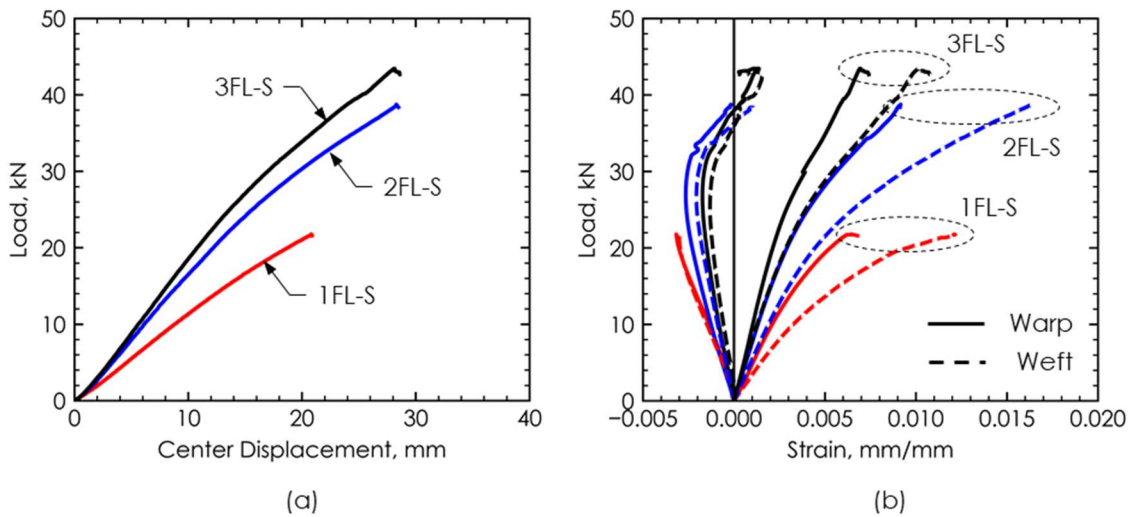 50
40
30
20
10
0
Load, kN
3FL-S
2FL-S
1FL-S
0
10
20
30
40
Center Displacement, mm
(a)
50
40
30
20
10
0
Load, kN
3FL-S
2FL-S
1FL-S
Warp
Weft
−0.005
0.000
0.005
0.010
0.015
0.020
Strain, mm/mm
(b)